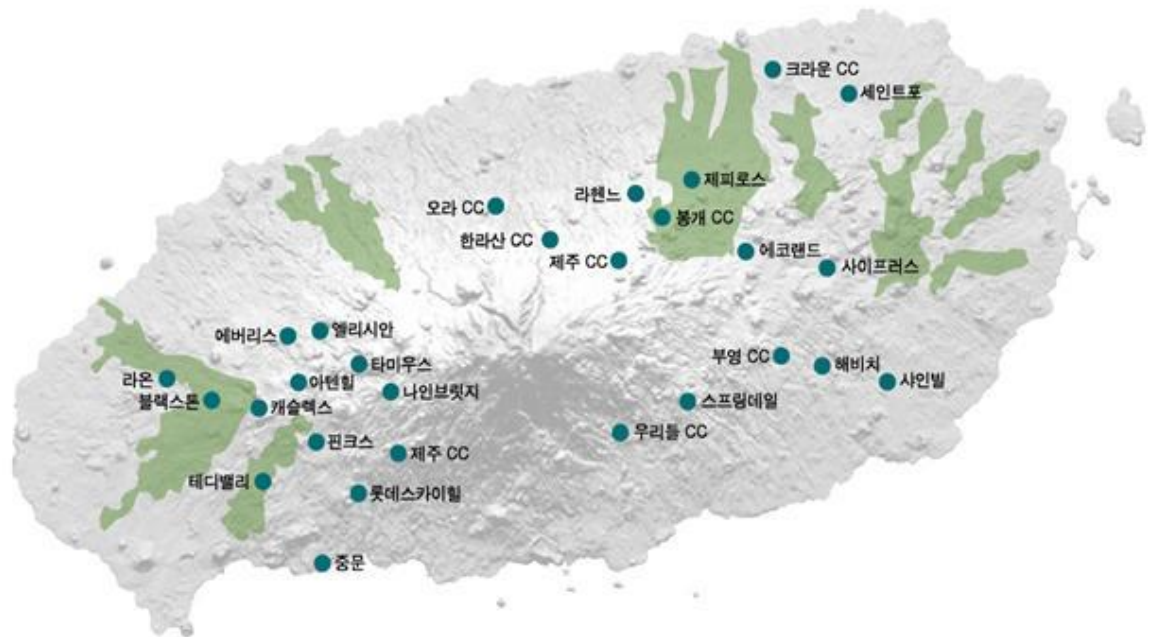 크라운 CC
세인트포
제피로스
라헨느
오라 CC
봉개 CC
한라산 CC
에코랜드
제주 CC
사이프러스
엘리시안
에버리스
부영 CC
타미우스
해비치
라온
아텐힐
샤인빌
나인브릿지
블랙스톤
캐슬렉스
스프링데일
우리들 CC
핀크스
제주 CC
테디밸리
롯데스카이힐
중문